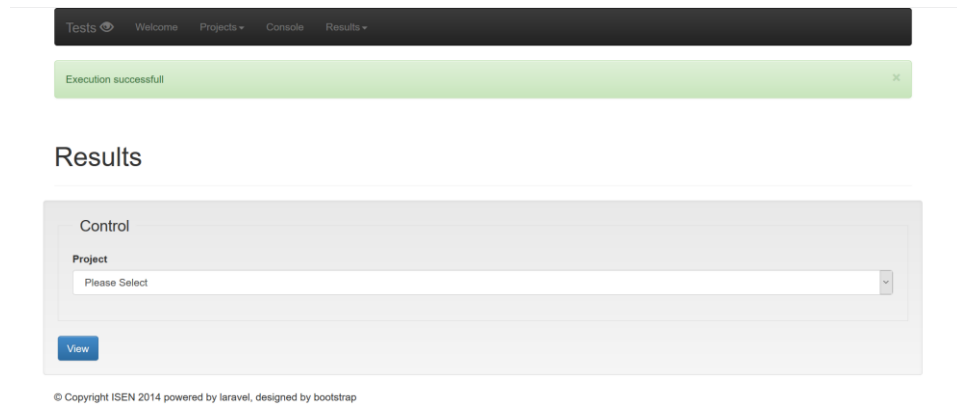 Tests Welcome Projects Console Results
Execution successfull ×
Results
Control
Project
Please Select
View
© Copyright ISEN 2014 powered by laravel, designed by bootstrap